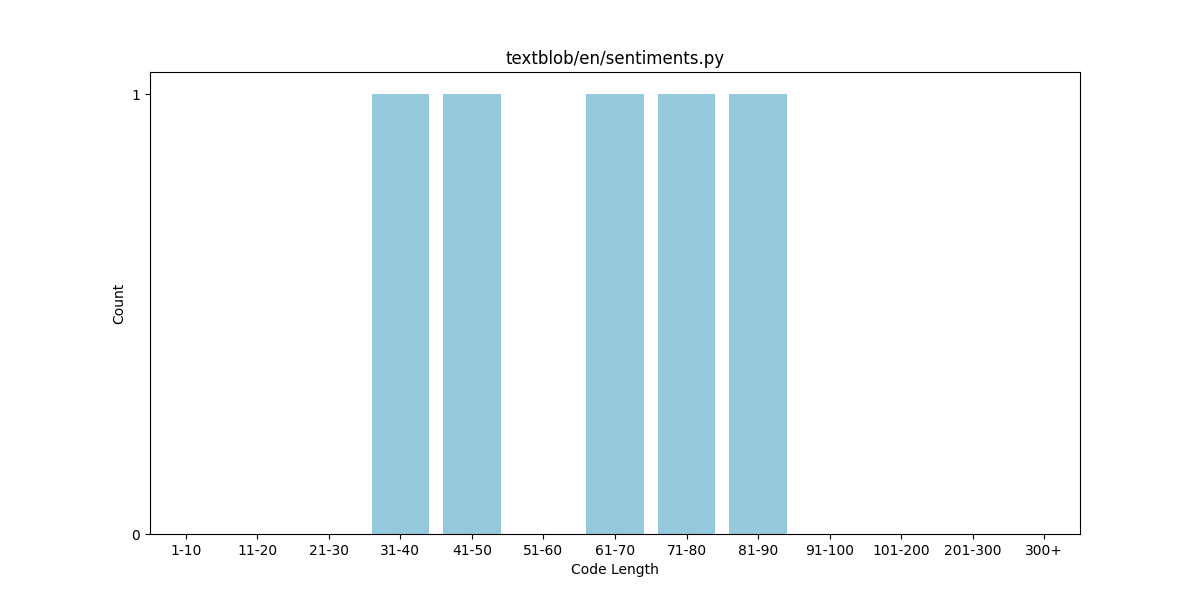 textblob/en/sentiments.py
1
0
Count
1-10 11-20 21-30 31-40 41-50 51-60 61-70 71-80 81-90 91-100 101-200 201-300 300+
Code Length